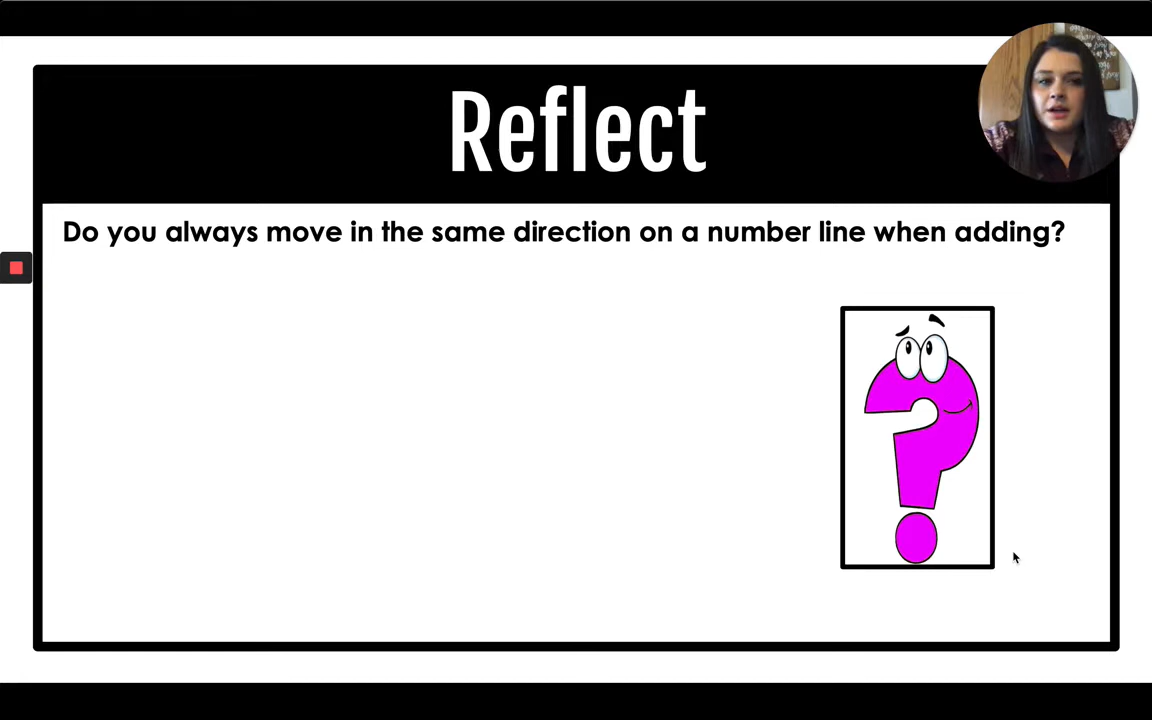 Reflect
Do you always move in the same direction on a number line when adding?